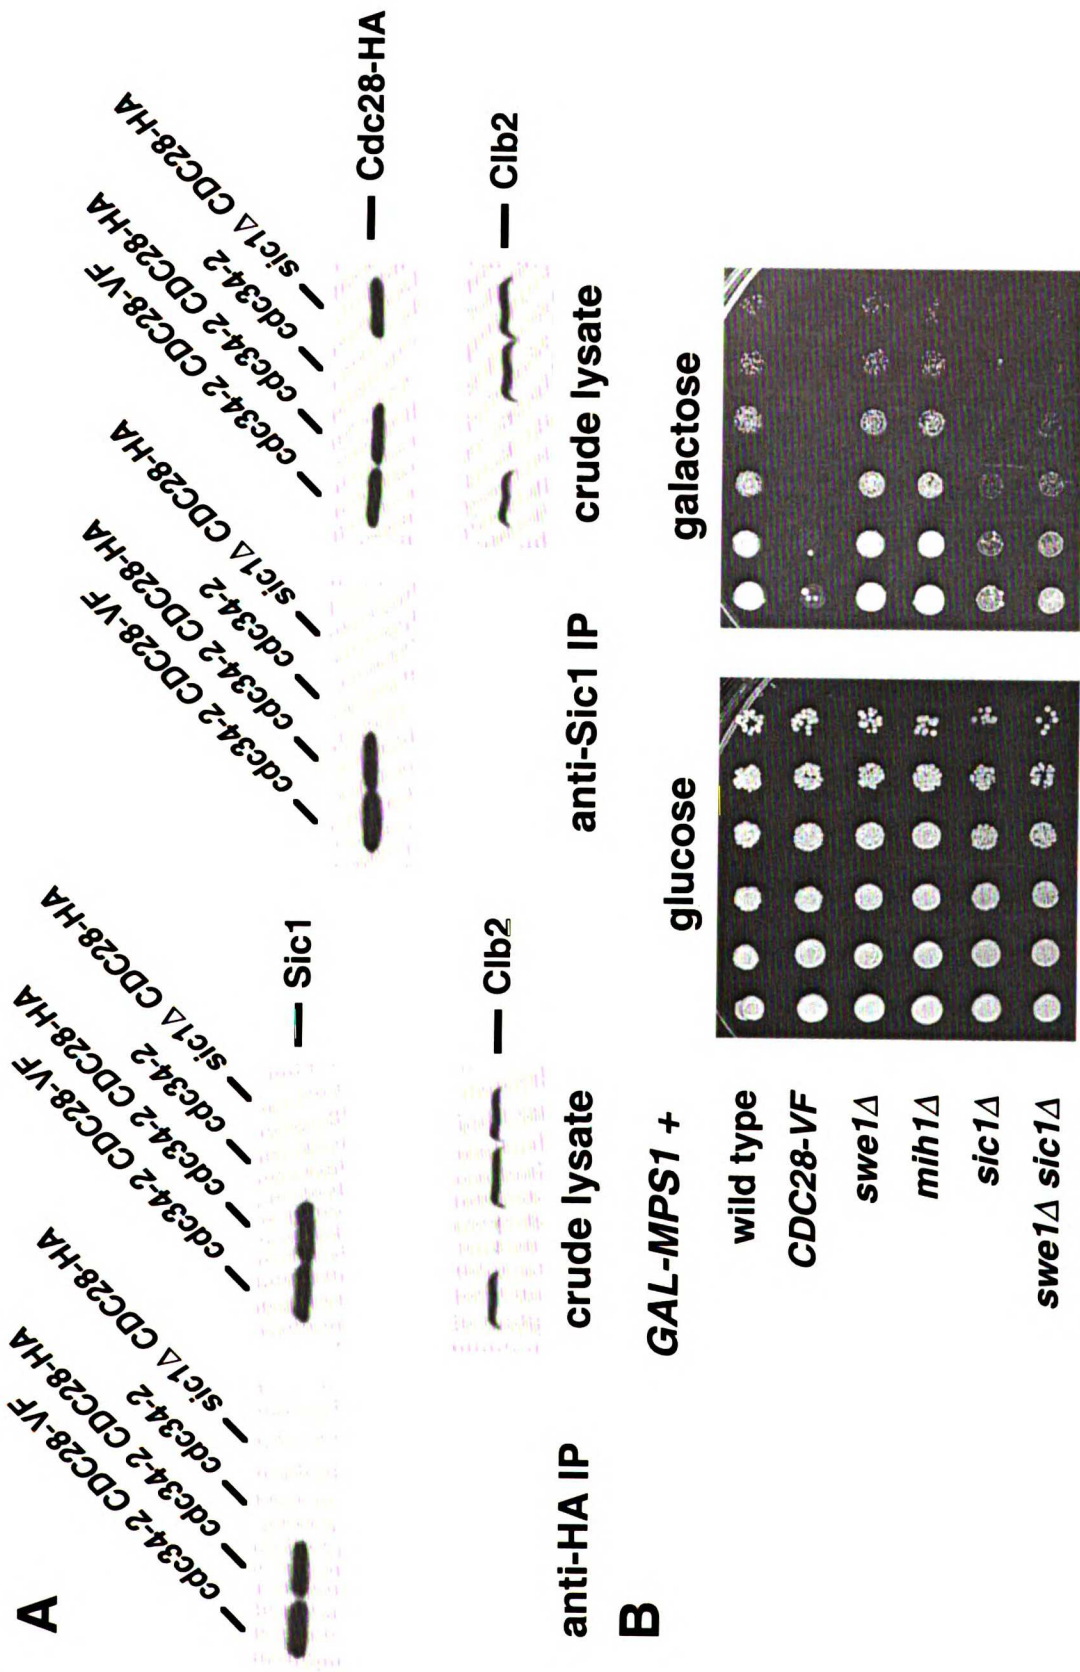 A
cdc34-2 CDC28-VF
cdc34-2 CDC28-HA
cdc34-2
sic1Δ CDC28-HA
cdc34-2 CDC28-VF
cdc34-2 CDC28-HA
cdc34-2
sic1Δ CDC28-HA
Sic1
Clb2
anti-HA IP
crude lysate
cdc34-2 CDC28-VF
cdc34-2 CDC28-HA
cdc34-2
sic1Δ CDC28-HA
cdc34-2 CDC28-VF
cdc34-2 CDC28-HA
cdc34-2
sic1Δ CDC28-HA
Cdc28-HA
Clb2
anti-Sic1 IP
crude lysate
B
GAL-MPS1 +
glucose
galactose
wild type
CDC28-VF
swe1Δ
mih1Δ
sic1Δ
swe1Δ sic1Δ